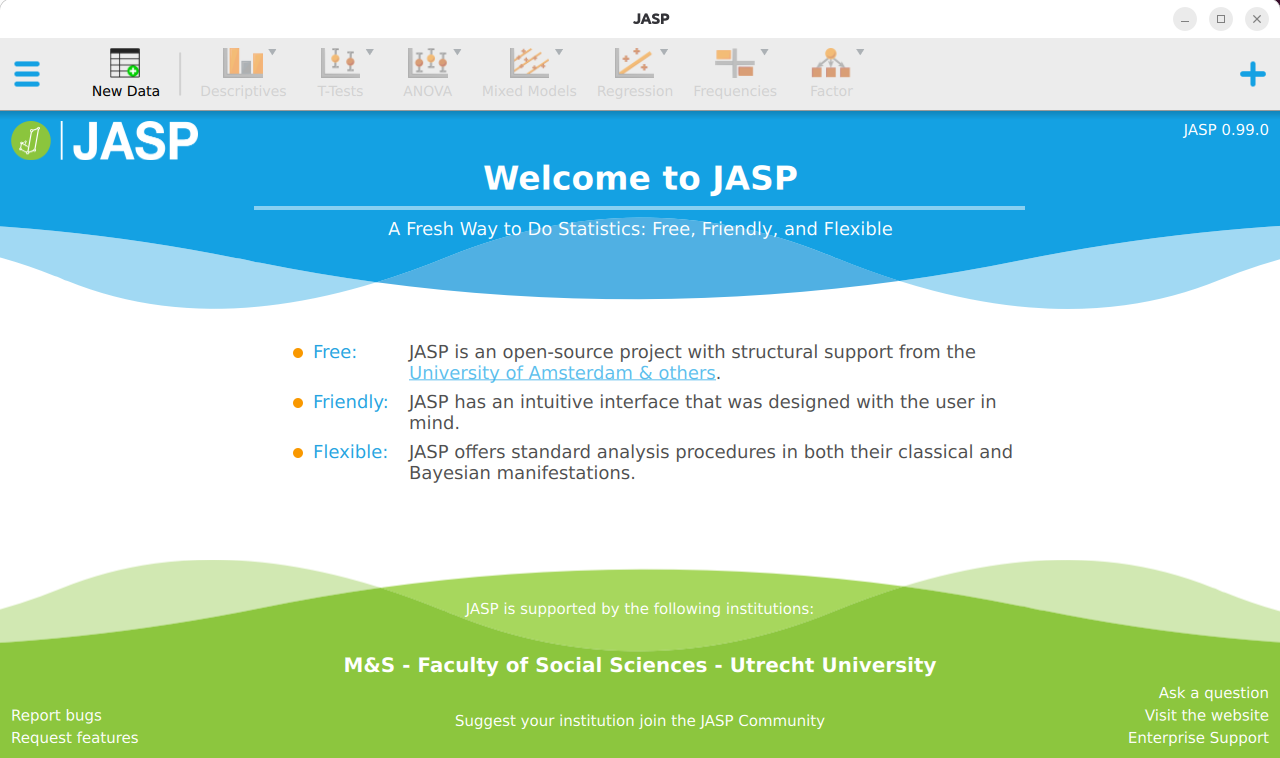 JASP
New Data
Descriptives
T-Tests
ANOVA
Mixed Models
Regression
Frequencies
Factor
JASP
JASP 0.99.0
Welcome to JASP
A Fresh Way to Do Statistics: Free, Friendly, and Flexible
Free:
JASP is an open-source project with structural support from the
University of Amsterdam & others.
Friendly:
JASP has an intuitive interface that was designed with the user in
mind.
Flexible:
JASP offers standard analysis procedures in both their classical and
Bayesian manifestations.
JASP is supported by the following institutions:
M&S - Faculty of Social Sciences - Utrecht University
Suggest your institution join the JASP Community
Report bugs
Request features
Ask a question
Visit the website
Enterprise Support